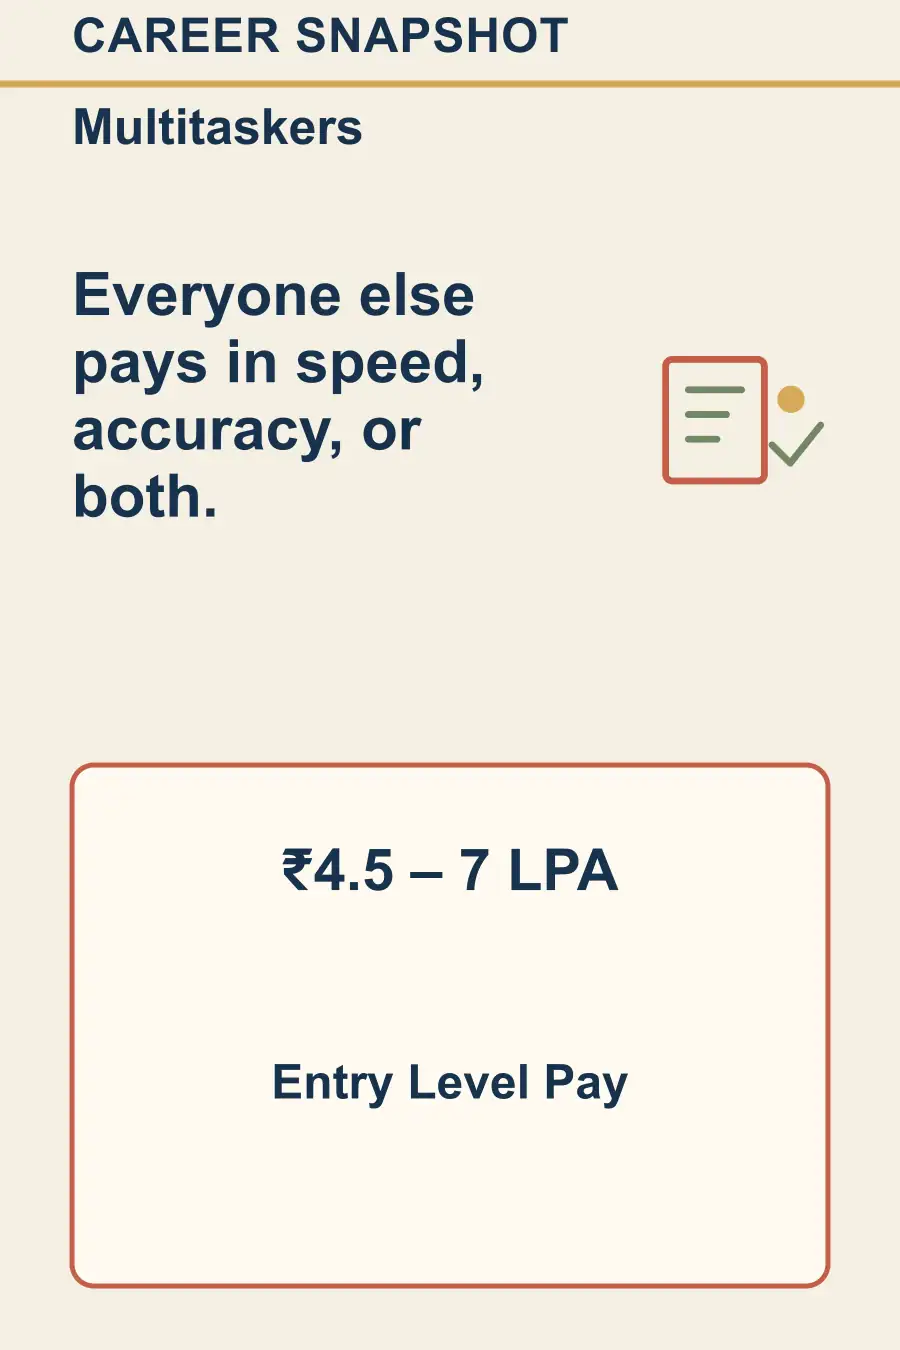 CAREER SNAPSHOT
Multitaskers
Everyone else
pays in speed,
accuracy, or
both.
₹4.5 – 7 LPA
Entry Level Pay